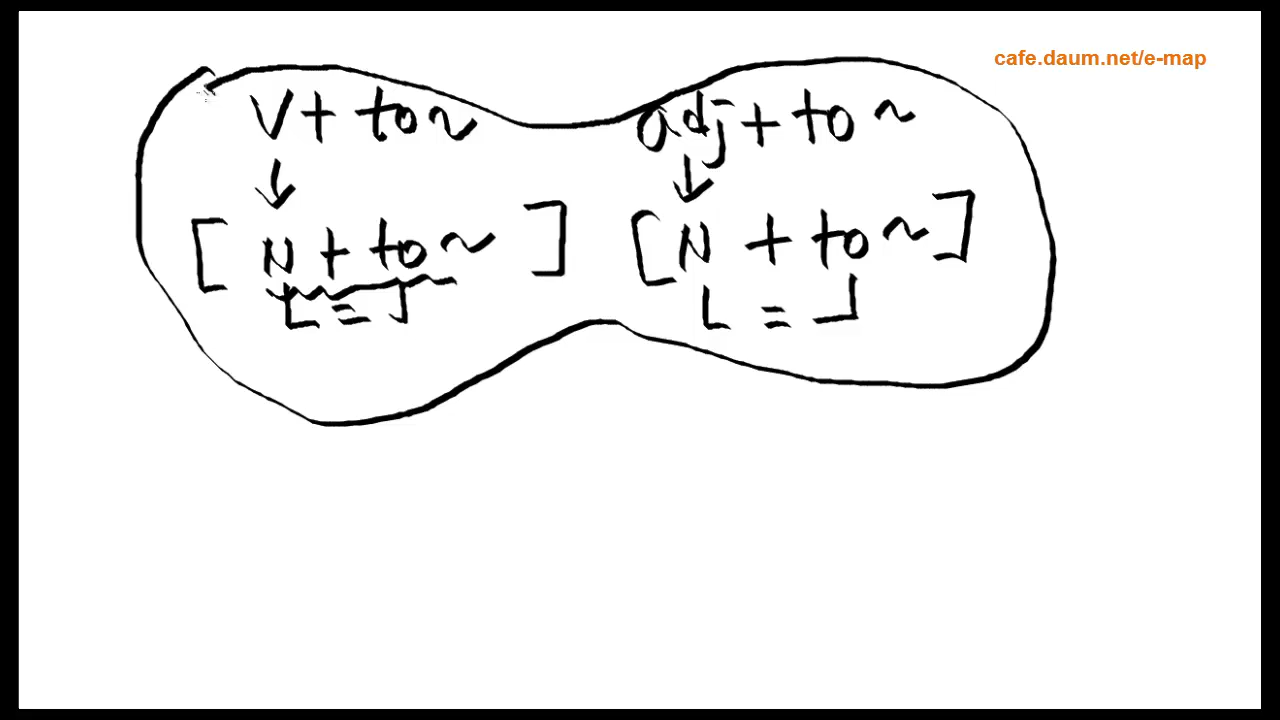 cafe.daum.net/e-map
V + to ~ adj + to ~
↓ ↓
[ N + to ~ ] [ N + to ~ ]
= =